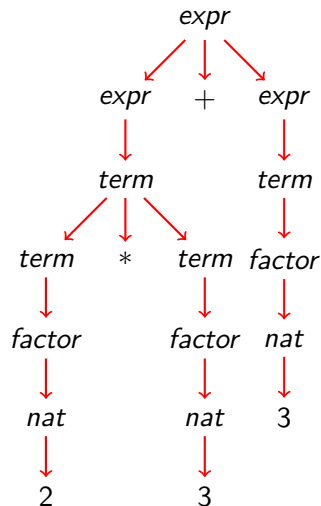 expr
expr + expr
term term
term * term factor
factor factor nat
nat nat 3
2 3